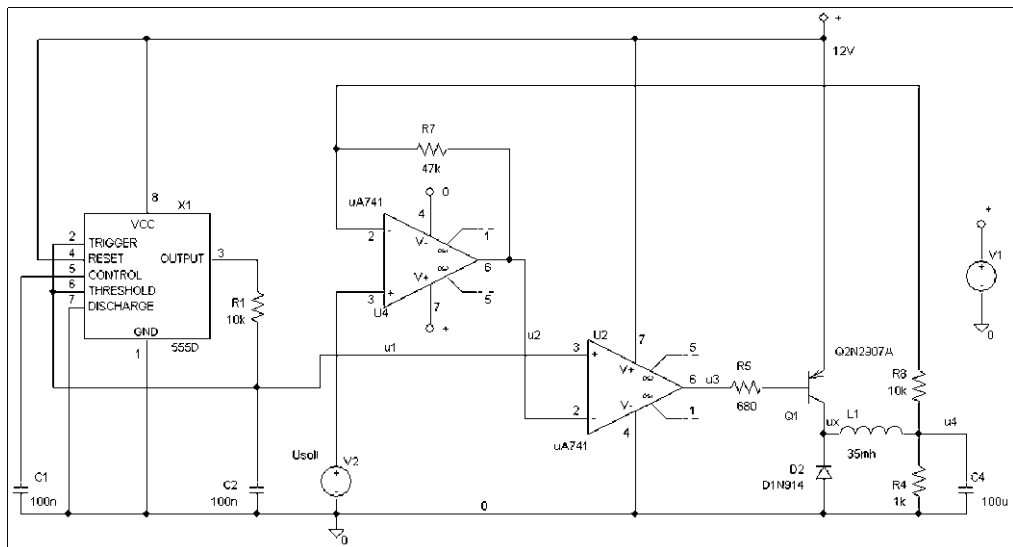 +
12V
R7
47k
uA741
0
4
V-
1
2
-
6
V+
5
3
+
U4
7
+
8
X1
VCC
2
TRIGGER
4
RESET
OUTPUT
3
5
CONTROL
6
THRESHOLD
7
DISCHARGE
GND
1
555D
R1
10k
u1
u2
U2
3
+
7
V+
5
6
u3
R5
680
2
-
V-
4
1
uA741
Q2N2907A
Q1
R8
10k
+
V1
+
-
0
ux
L1
35mh
u4
Usoll
V2
+
-
D2
D1N914
R4
1k
C4
100u
C1
100n
C2
100n
0
0